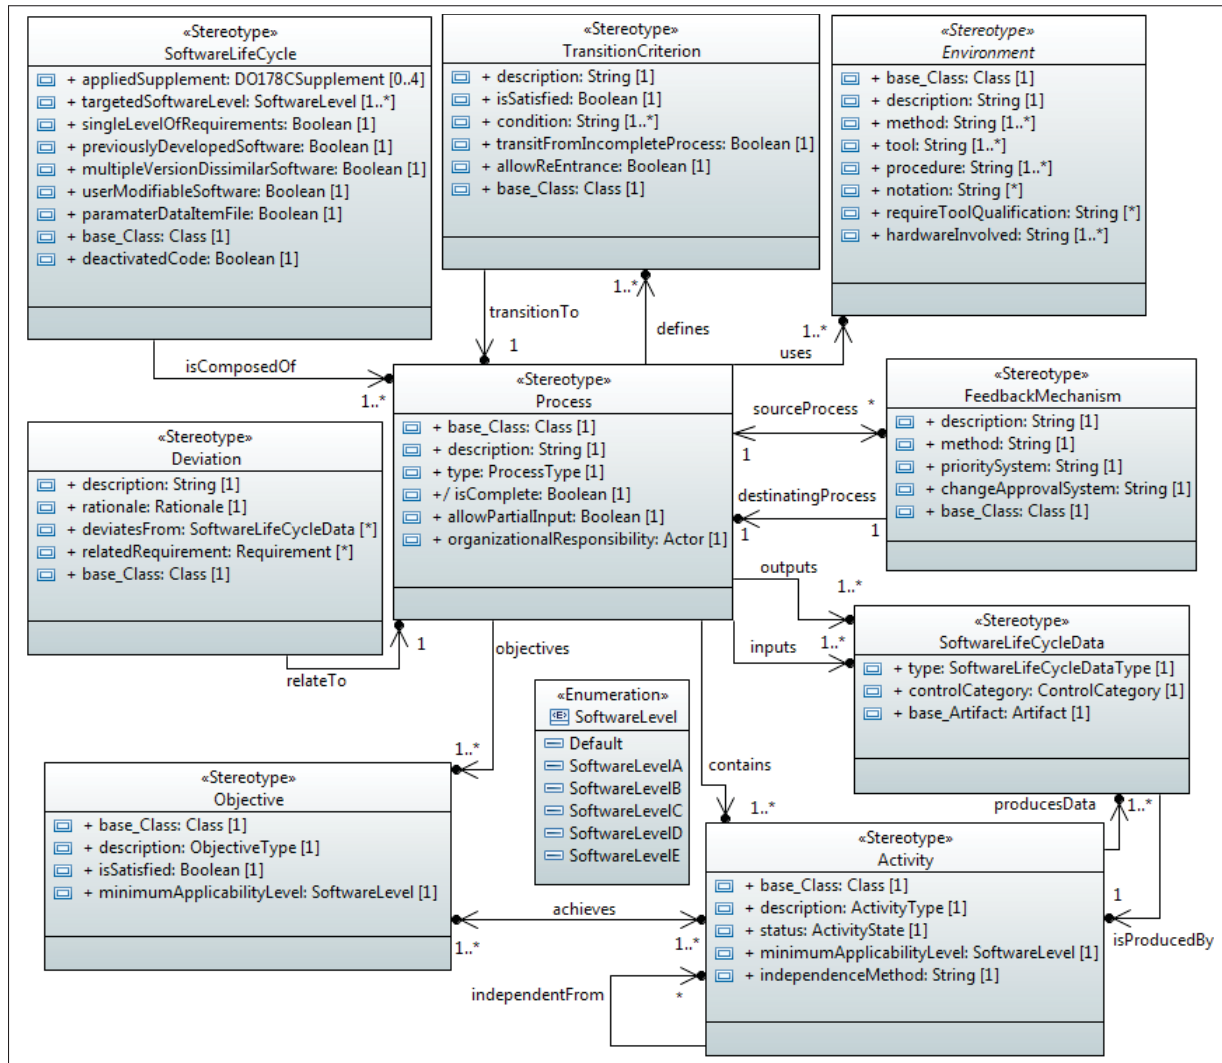 «Stereotype»
SoftwareLifeCycle
+ appliedSupplement: DO178CSupplement [0..4]
+ targetedSoftwareLevel: SoftwareLevel [1..*]
+ singleLevelOfRequirements: Boolean [1]
+ previouslyDevelopedSoftware: Boolean [1]
+ multipleVersionDissimilarSoftware: Boolean [1]
+ userModifiableSoftware: Boolean [1]
+ paramaterDataItemFile: Boolean [1]
+ base_Class: Class [1]
+ deactivatedCode: Boolean [1]
«Stereotype»
TransitionCriterion
+ description: String [1]
+ isSatisfied: Boolean [1]
+ condition: String [1..*]
+ transitFromIncompleteProcess: Boolean [1]
+ allowReEntrance: Boolean [1]
+ base_Class: Class [1]
«Stereotype»
Environment
+ base_Class: Class [1]
+ description: String [1]
+ method: String [1..*]
+ tool: String [1..*]
+ procedure: String [1..*]
+ notation: String [*]
+ requireToolQualification: String [*]
+ hardwareInvolved: String [1..*]
transitionTo
1
1..*
defines
1..*
uses
isComposedOf
1..*
«Stereotype»
Process
+ base_Class: Class [1]
+ description: String [1]
+ type: ProcessType [1]
+/ isComplete: Boolean [1]
+ allowPartialInput: Boolean [1]
+ organizationalResponsibility: Actor [1]
sourceProcess
*
1
destinatingProcess
1
1
«Stereotype»
FeedbackMechanism
+ description: String [1]
+ method: String [1]
+ prioritySystem: String [1]
+ changeApprovalSystem: String [1]
+ base_Class: Class [1]
«Stereotype»
Deviation
+ description: String [1]
+ rationale: Rationale [1]
+ deviatesFrom: SoftwareLifeCycleData [*]
+ relatedRequirement: Requirement [*]
+ base_Class: Class [1]
relateTo
1
objectives
1..*
outputs
1..*
inputs
1..*
«Stereotype»
SoftwareLifeCycleData
+ type: SoftwareLifeCycleDataType [1]
+ controlCategory: ControlCategory [1]
+ base_Artifact: Artifact [1]
«Enumeration»
<E> SoftwareLevel
Default
SoftwareLevelA
SoftwareLevelB
SoftwareLevelC
SoftwareLevelD
SoftwareLevelE
contains
1..*
producesData
1..*
1
isProducedBy
«Stereotype»
Objective
+ base_Class: Class [1]
+ description: ObjectiveType [1]
+ isSatisfied: Boolean [1]
+ minimumApplicabilityLevel: SoftwareLevel [1]
achieves
1..*
1..*
«Stereotype»
Activity
+ base_Class: Class [1]
+ description: ActivityType [1]
+ status: ActivityState [1]
+ minimumApplicabilityLevel: SoftwareLevel [1]
+ independenceMethod: String [1]
independentFrom
*